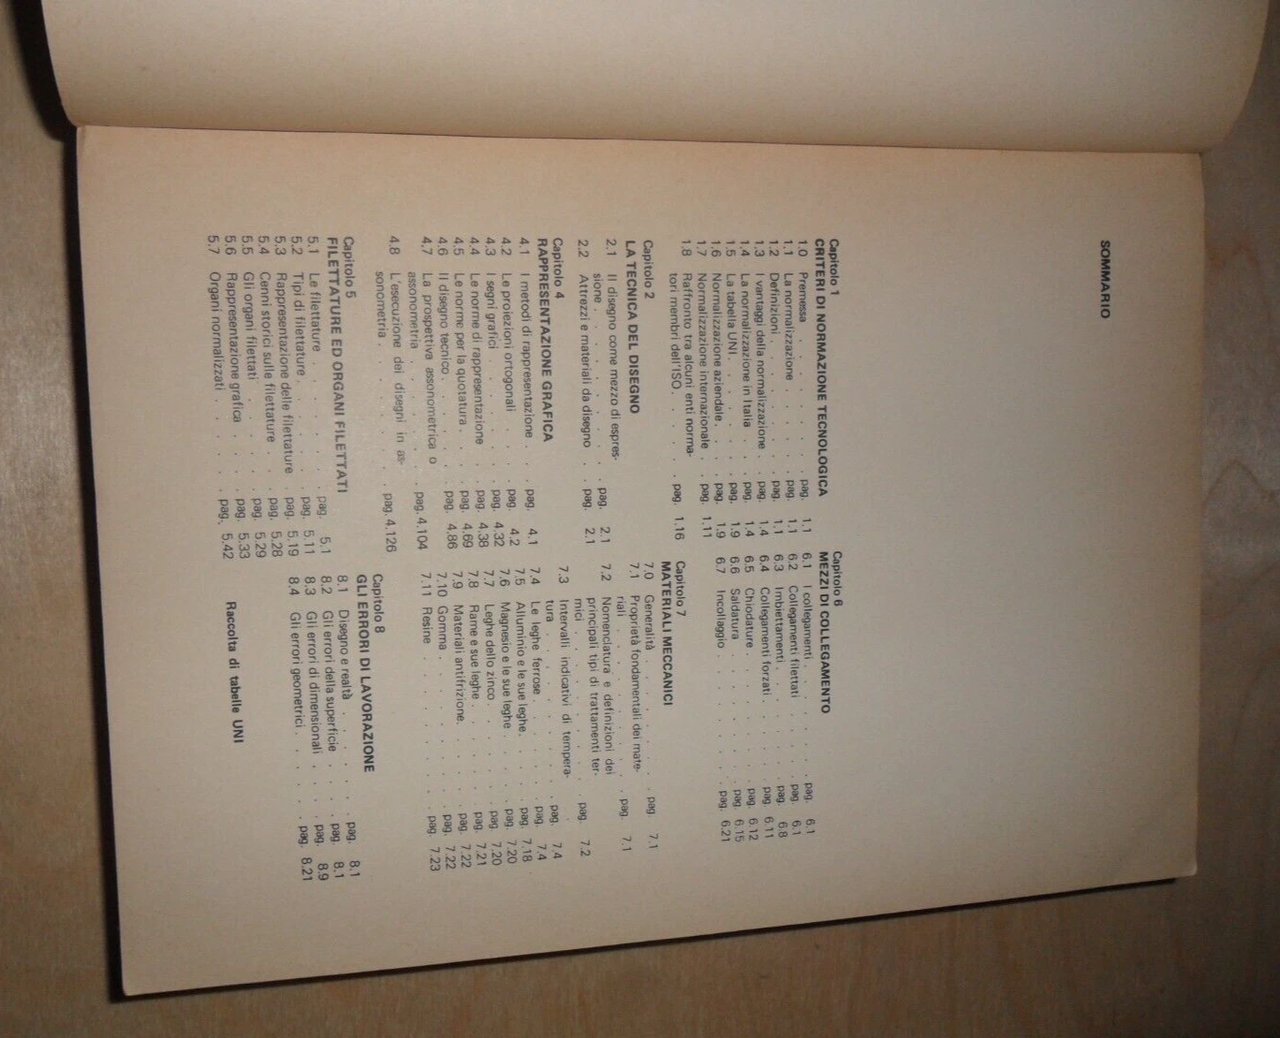 SOMMARIO
Capitolo 1
CRITERI DI NORMAZIONE TECNOLOGICA
1.0 Premessa . . . . . . . pag. 1.1
1.1 La normalizzazione . . . . . pag. 1.1
1.2 Definizioni . . . . . . . pag. 1.1
1.3 I vantaggi della normalizzazione . . pag. 1.4
1.4 La normalizzazione in Italia . . . pag. 1.4
1.5 La tabella UNI . . . . . . pag. 1.9
1.6 Normalizzazione aziendale . . . . pag. 1.9
1.7 Normalizzazione internazionale . . pag. 1.11
1.8 Raffronto tra alcuni enti norma-
tori membri dell'ISO . . . . . pag. 1.16
Capitolo 2
LA TECNICA DEL DISEGNO
2.1 Il disegno come mezzo di espres-
sione . . . . . . . . pag. 2.1
2.2 Attrezzi e materiali da disegno . . pag. 2.1
Capitolo 4
RAPPRESENTAZIONE GRAFICA
4.1 I metodi di rappresentazione . . . pag. 4.1
4.2 Le proiezioni ortogonali . . . . pag. 4.2
4.3 I segni grafici . . . . . . pag. 4.32
4.4 Le norme di rappresentazione . . pag. 4.38
4.5 Le norme per la quotatura . . . . pag. 4.69
4.6 Il disegno tecnico . . . . . pag. 4.86
4.7 La prospettiva assonometrica o
assonometria . . . . . . pag. 4.104
4.8 L'esecuzione dei disegni in as-
sonometria . . . . . . . pag. 4.126
Capitolo 5
FILETTATURE ED ORGANI FILETTATI
5.1 Le filettature . . . . . . pag. 5.1
5.2 Tipi di filettature . . . . . pag. 5.11
5.3 Rappresentazione delle filettature . pag. 5.19
5.4 Cenni storici sulle filettature . . pag. 5.28
5.5 Gli organi filettati . . . . . pag. 5.29
5.6 Rappresentazione grafica . . . . pag. 5.33
5.7 Organi normalizzati . . . . . pag. 5.42
Capitolo 6
MEZZI DI COLLEGAMENTO
6.1 I collegamenti . . . . . . pag. 6.1
6.2 Collegamenti filettati . . . . . pag. 6.1
6.3 Imbiettamenti . . . . . . pag. 6.8
6.4 Collegamenti forzati . . . . . pag. 6.11
6.5 Chiodature . . . . . . . pag. 6.12
6.6 Saldatura . . . . . . . pag. 6.15
6.7 Incollaggio . . . . . . . pag. 6.21
Capitolo 7
MATERIALI MECCANICI
7.0 Generalità . . . . . . . pag. 7.1
7.1 Proprietà fondamentali dei mate-
riali . . . . . . . . pag. 7.1
7.2 Nomenclatura e definizioni dei
principali tipi di trattamenti ter-
mici . . . . . . . . pag. 7.2
7.3 Intervalli indicativi di tempera-
tura . . . . . . . . pag. 7.4
7.4 Le leghe ferrose . . . . . . pag. 7.4
7.5 Alluminio e le sue leghe . . . . pag. 7.18
7.6 Magnesio e le sue leghe . . . . pag. 7.20
7.7 Leghe dello zinco . . . . . pag. 7.20
7.8 Rame e sue leghe . . . . . pag. 7.21
7.9 Materiali antifrizione . . . . . pag. 7.22
7.10 Gomma . . . . . . . . pag. 7.22
7.11 Resine . . . . . . . . pag. 7.23
Capitolo 8
GLI ERRORI DI LAVORAZIONE
8.1 Disegno e realtà . . . . . . pag. 8.1
8.2 Gli errori della superficie . . . . pag. 8.1
8.3 Gli errori di dimensionali . . . . pag. 8.9
8.4 Gli errori geometrici . . . . . pag. 8.21
Raccolta di tabelle UNI